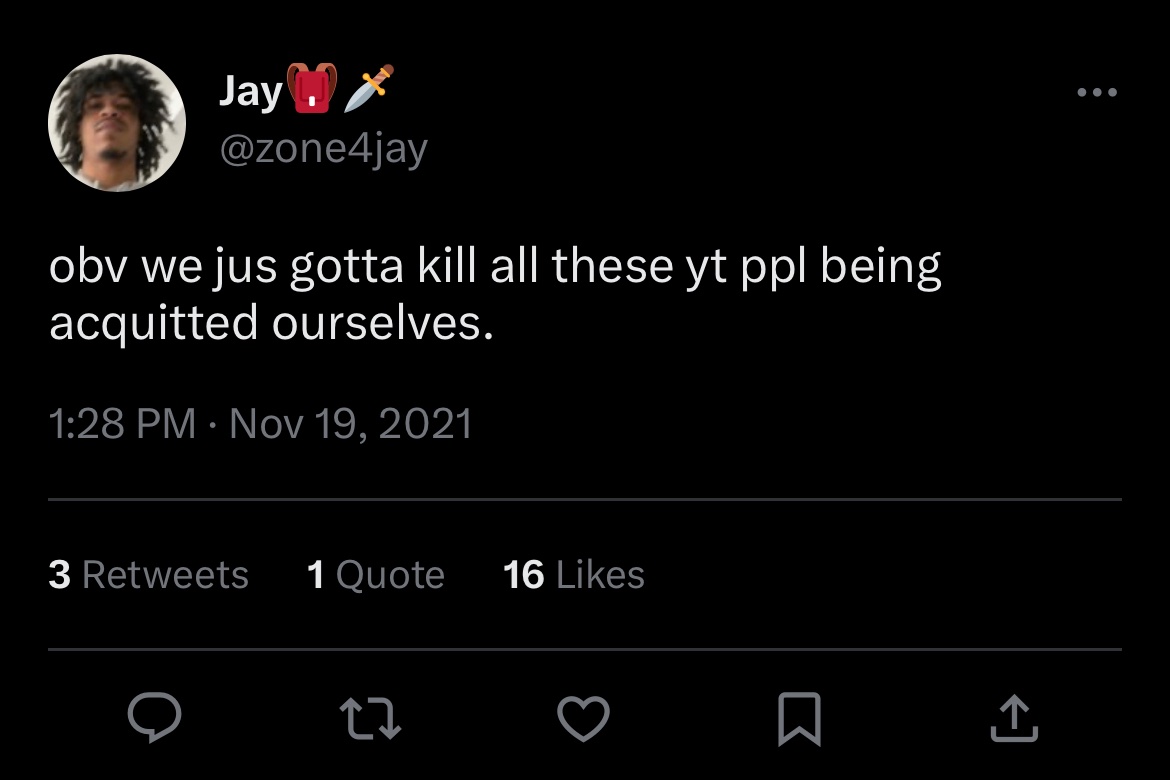 Jay🎒🗡️
@zone4jay
obv we jus gotta kill all these yt ppl being
acquitted ourselves.
1:28 PM · Nov 19, 2021
3 Retweets 1 Quote 16 Likes